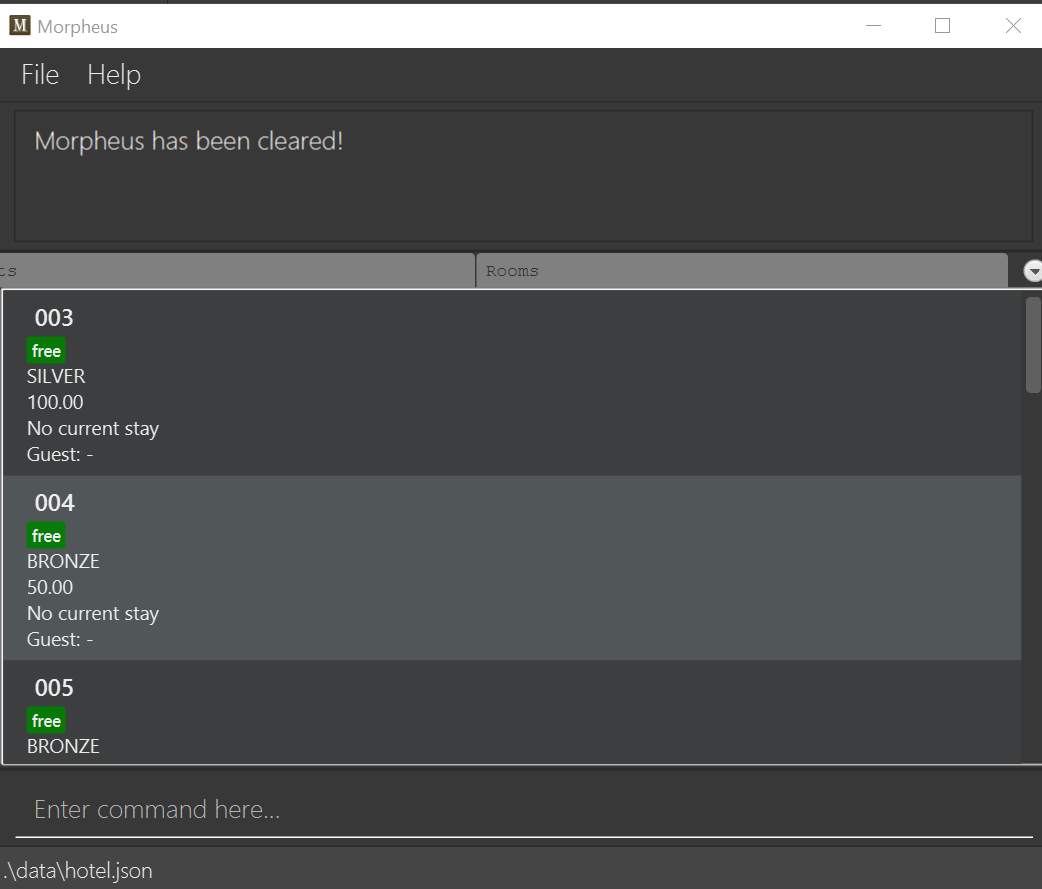 M Morpheus
File Help
Morpheus has been cleared!
ts Rooms
003
free
SILVER
100.00
No current stay
Guest: -
004
free
BRONZE
50.00
No current stay
Guest: -
005
free
BRONZE
Enter command here...
.\data\hotel.json